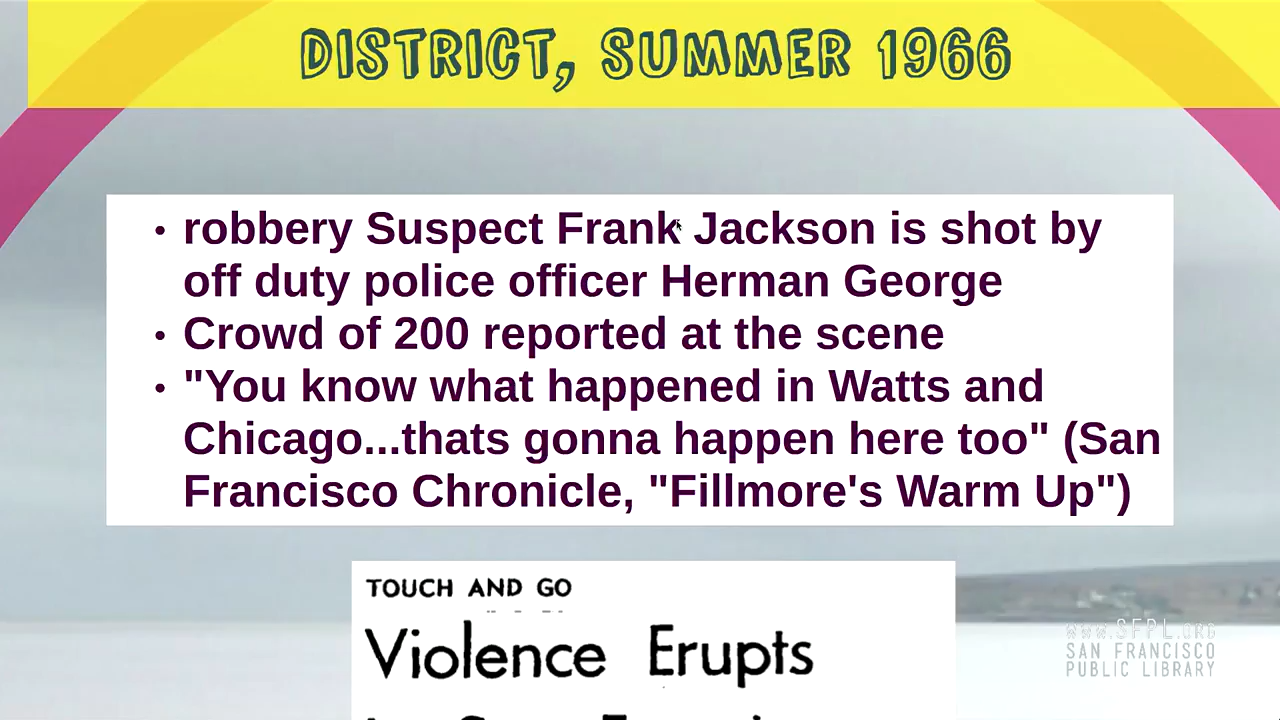 DISTRICT, SUMMER 1966
• robbery Suspect Frank Jackson is shot by
off duty police officer Herman George
• Crowd of 200 reported at the scene
• "You know what happened in Watts and
Chicago...thats gonna happen here too" (San
Francisco Chronicle, "Fillmore's Warm Up")
TOUCH AND GO
Violence Erupts
WWW.SFPL.ORG
SAN FRANCISCO
PUBLIC LIBRARY